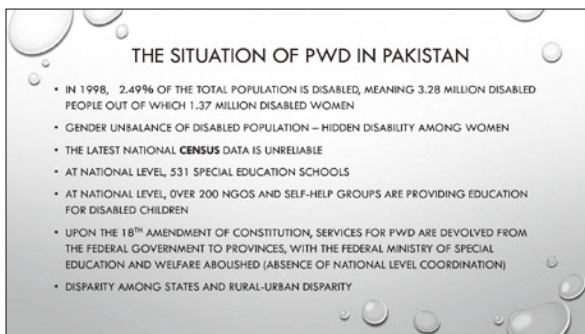 THE SITUATION OF PWD IN PAKISTAN
• IN 1998, 2.49% OF THE TOTAL POPULATION IS DISABLED, MEANING 3.28 MILLION DISABLED
PEOPLE OUT OF WHICH 1.37 MILLION DISABLED WOMEN
• GENDER UNBALANCE OF DISABLED POPULATION – HIDDEN DISABILITY AMONG WOMEN
• THE LATEST NATIONAL CENSUS DATA IS UNRELIABLE
• AT NATIONAL LEVEL, 531 SPECIAL EDUCATION SCHOOLS
• AT NATIONAL LEVEL, OVER 200 NGOS AND SELF-HELP GROUPS ARE PROVIDING EDUCATION
FOR DISABLED CHILDREN
• UPON THE 18TH AMENDMENT OF CONSTITUTION, SERVICES FOR PWD ARE DEVOLVED FROM
THE FEDERAL GOVERNMENT TO PROVINCES, WITH THE FEDERAL MINISTRY OF SPECIAL
EDUCATION AND WELFARE ABOLISHED (ABSENCE OF NATIONAL LEVEL COORDINATION)
• DISPARITY AMONG STATES AND RURAL-URBAN DISPARITY